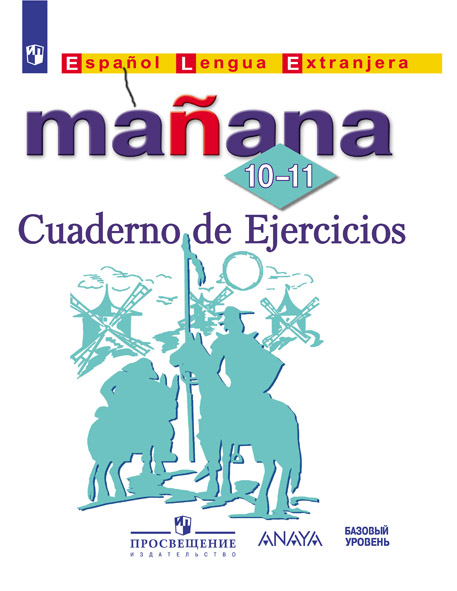 Español Lengua Extranjera
mañana
10–11
Cuaderno de Ejercicios
ПРОСВЕЩЕНИЕ
ИЗДАТЕЛЬСТВО
ANAYA
БАЗОВЫЙ
УРОВЕНЬ